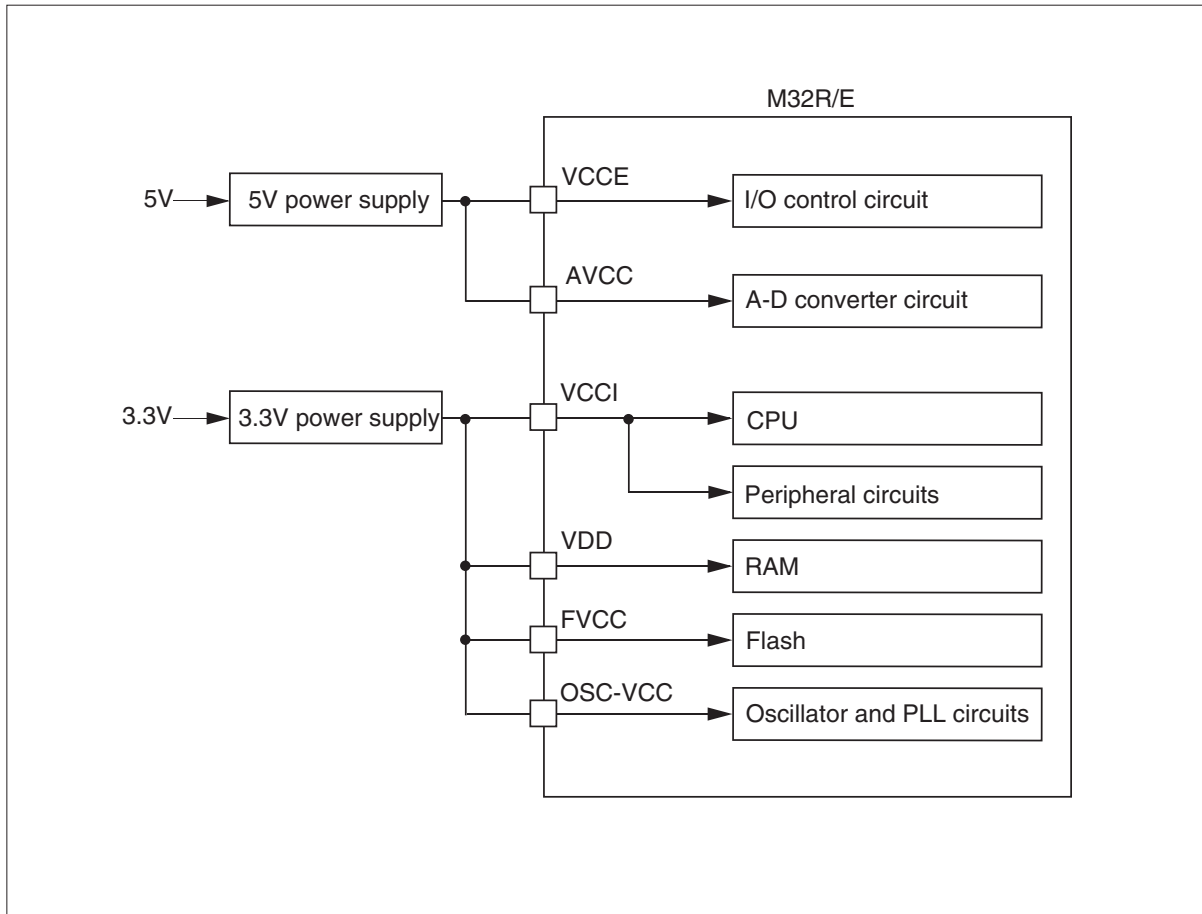 M32R/E
5V
5V power supply
VCCE
I/O control circuit
AVCC
A-D converter circuit
3.3V
3.3V power supply
VCCI
CPU
Peripheral circuits
VDD
RAM
FVCC
Flash
OSC-VCC
Oscillator and PLL circuits